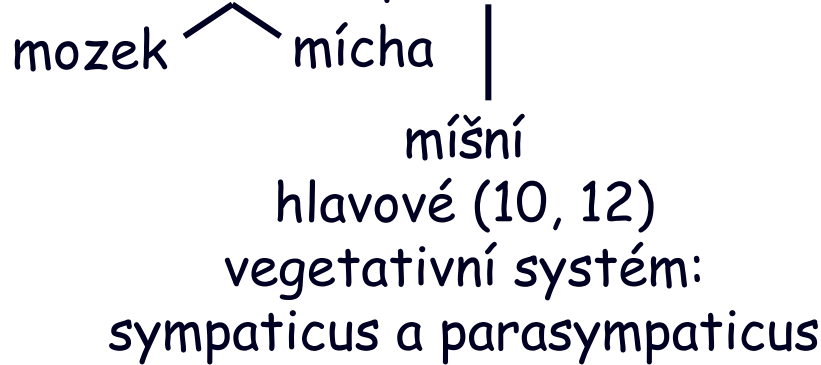 mozek mícha
míšní
hlavové (10, 12)
vegetativní systém:
sympaticus a parasympaticus